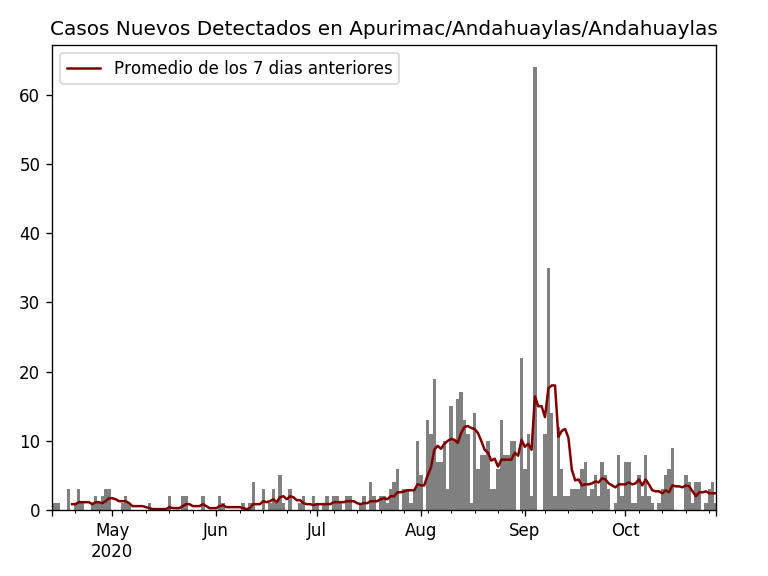 Casos Nuevos Detectados en Apurimac/Andahuaylas/Andahuaylas
Promedio de los 7 dias anteriores
60
50
40
30
20
10
0
May Jun Jul Aug Sep Oct
2020